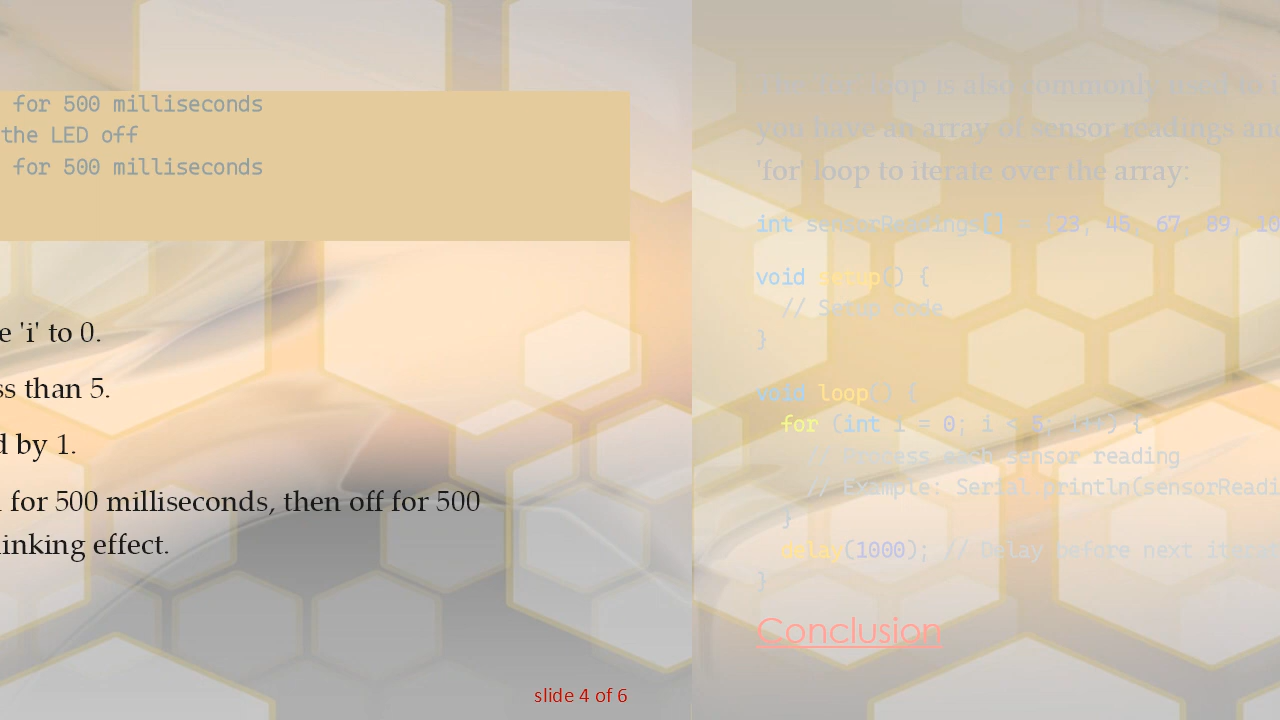 for 500 milliseconds
the LED off
for 500 milliseconds
e 'i' to 0.
ss than 5.
d by 1.
for 500 milliseconds, then off for 500
inking effect.
slide 4 of 6
The 'for' loop is also commonly used to i
you have an array of sensor readings and
'for' loop to iterate over the array:
int sensorReadings[] = {23, 45, 67, 89, 10
void setup() {
// Setup code
}
void loop() {
for (int i = 0; i < 5; i++) {
// Process each sensor reading
// Example: Serial.println(sensorReadi
}
delay(1000); // Delay before next iterat
}
Conclusion